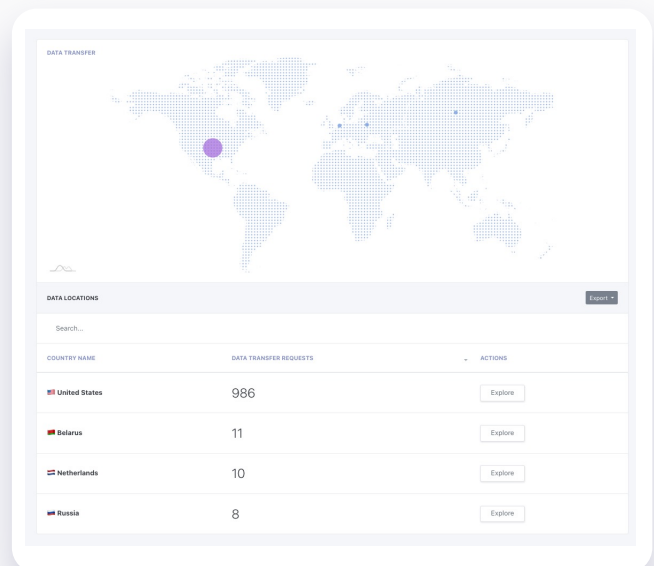 DATA TRANSFER
DATA LOCATIONS
Export
Search...
COUNTRY NAME DATA TRANSFER REQUESTS ACTIONS
United States 986 Explore
Belarus 11 Explore
Netherlands 10 Explore
Russia 8 Explore